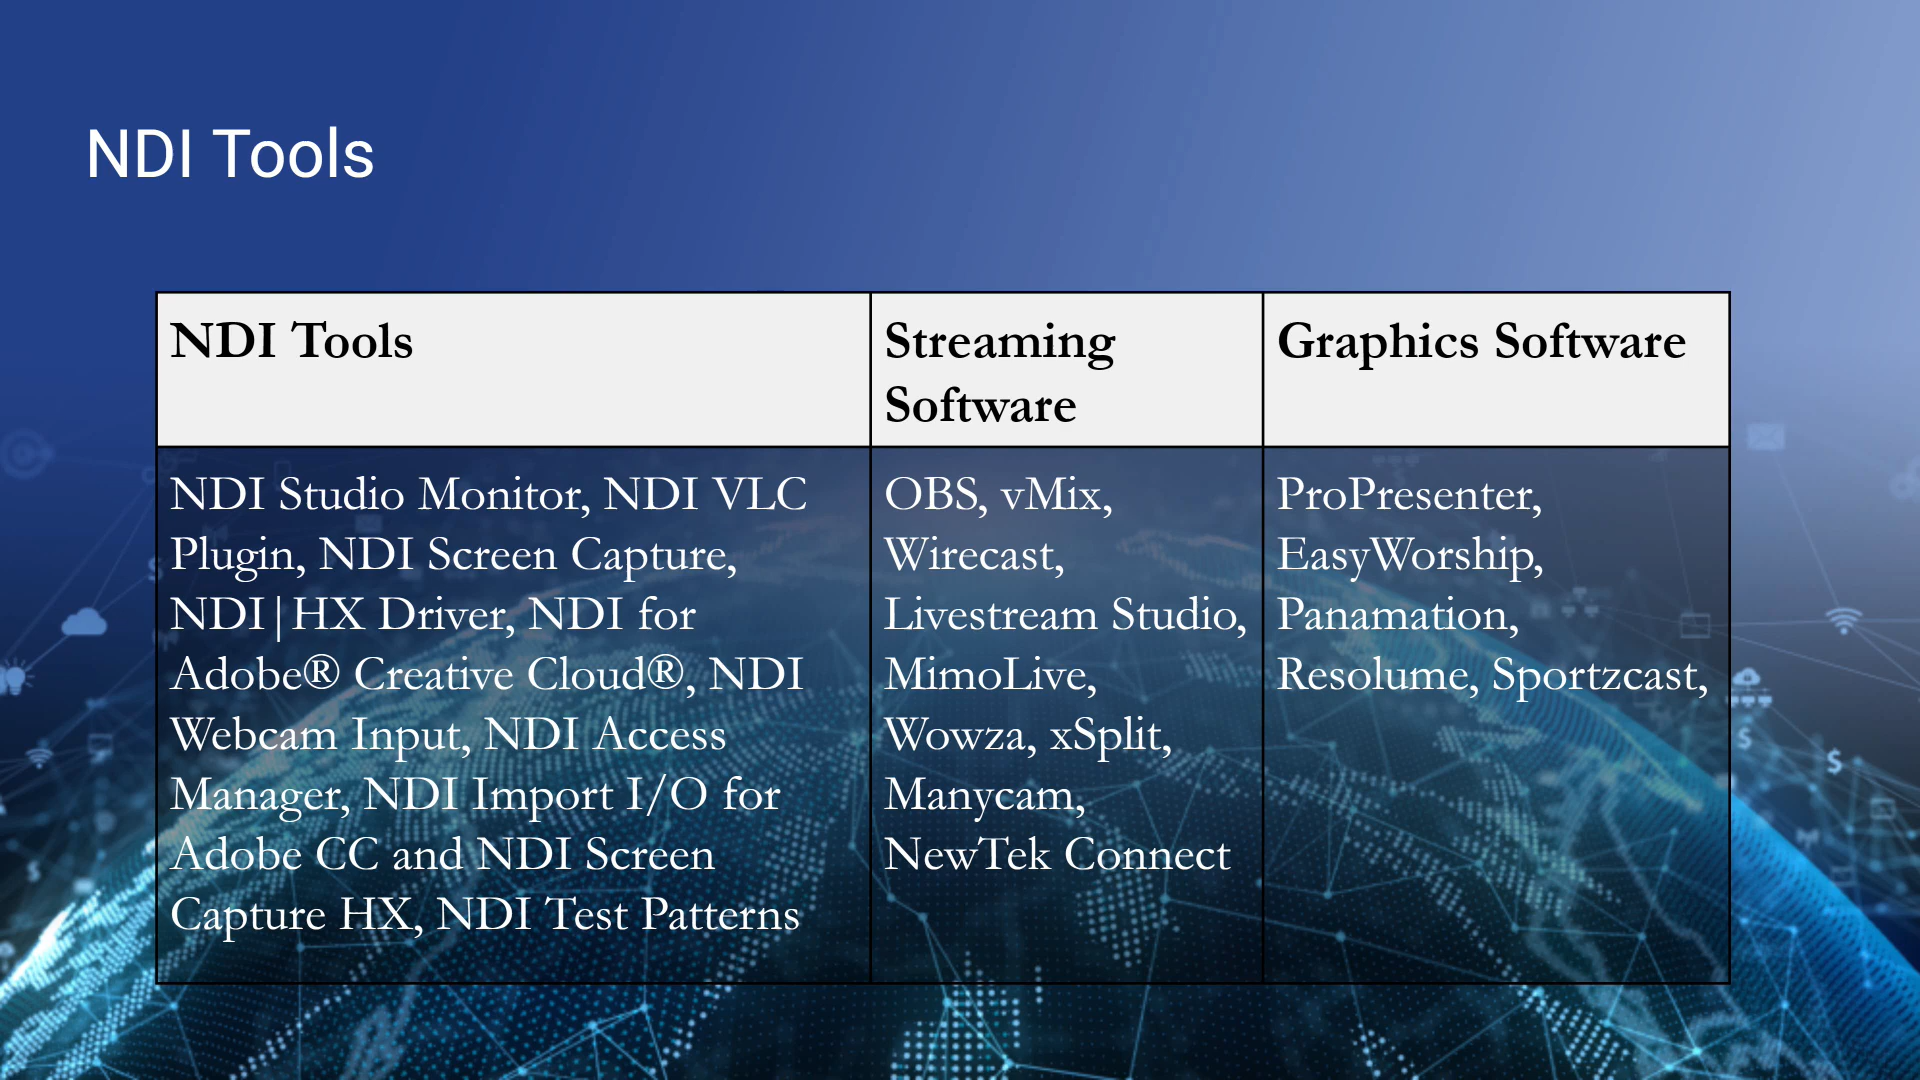 NDI Tools
NDI Tools
Streaming
Software
Graphics Software
NDI Studio Monitor, NDI VLC
Plugin, NDI Screen Capture,
NDI|HX Driver, NDI for
Adobe® Creative Cloud®, NDI
Webcam Input, NDI Access
Manager, NDI Import I/O for
Adobe CC and NDI Screen
Capture HX, NDI Test Patterns
OBS, vMix,
Wirecast,
Livestream Studio,
MimoLive,
Wowza, xSplit,
Manycam,
NewTek Connect
ProPresenter,
EasyWorship,
Panamation,
Resolume, Sportzcast,